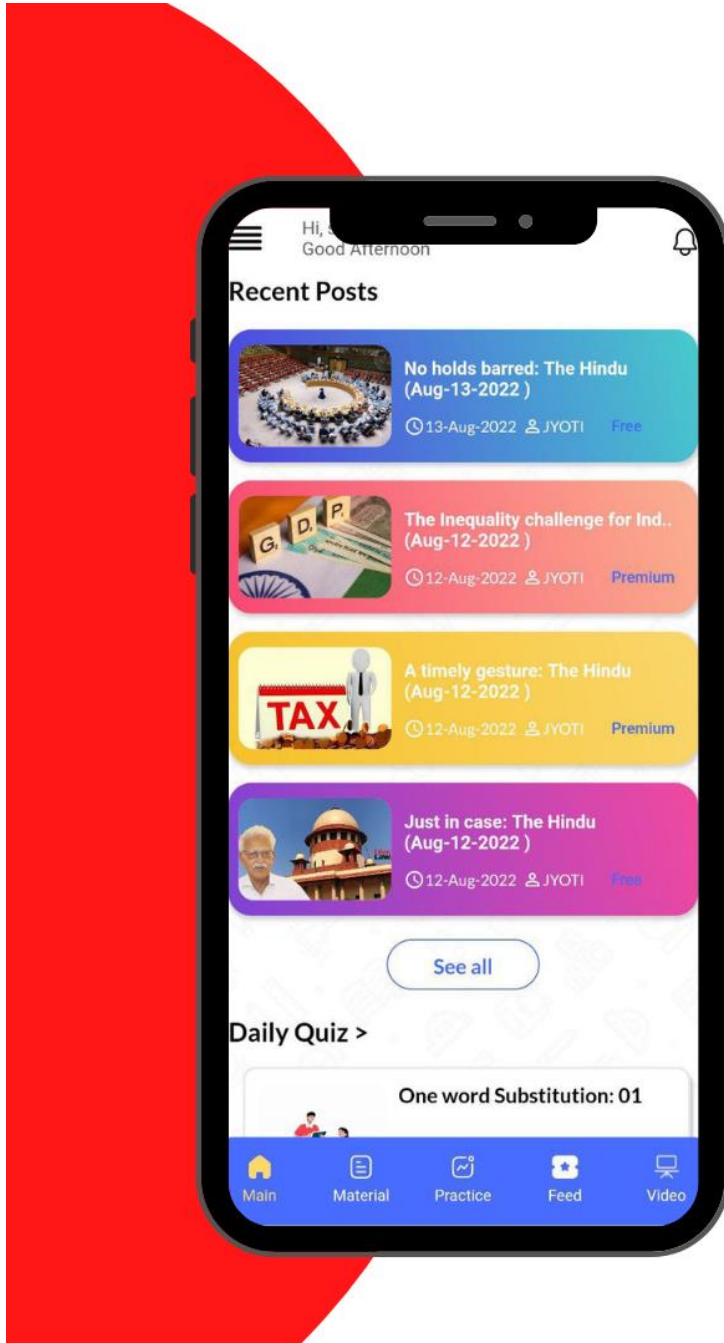 Hi,
Good Afternoon
Recent Posts
No holds barred: The Hindu
(Aug-13-2022 )
13-Aug-2022 JYOTI Free
G, D, P,
The Inequality challenge for Ind..
(Aug-12-2022 )
12-Aug-2022 JYOTI Premium
TAX
A timely gesture: The Hindu
(Aug-12-2022 )
12-Aug-2022 JYOTI Premium
Just in case: The Hindu
(Aug-12-2022 )
12-Aug-2022 JYOTI Free
See all
Daily Quiz >
One word Substitution: 01
Main Material Practice Feed Video